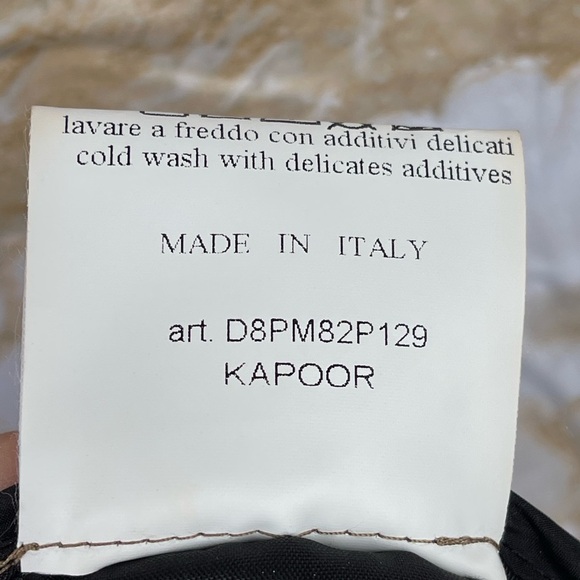 lavare a freddo con additivi delicati
cold wash with delicates additives
MADE IN ITALY
art. D8PM82P129
KAPOOR